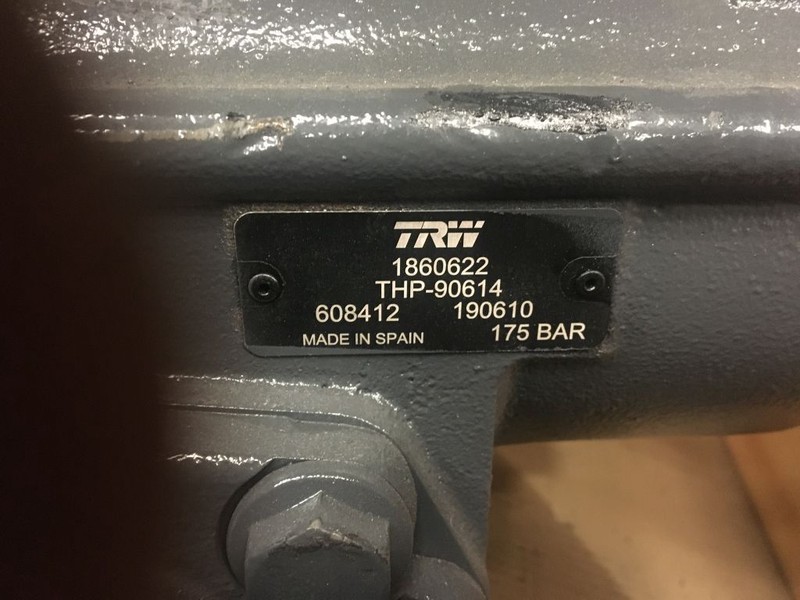 TRW
1860622
THP-90614
608412 190610
MADE IN SPAIN 175 BAR